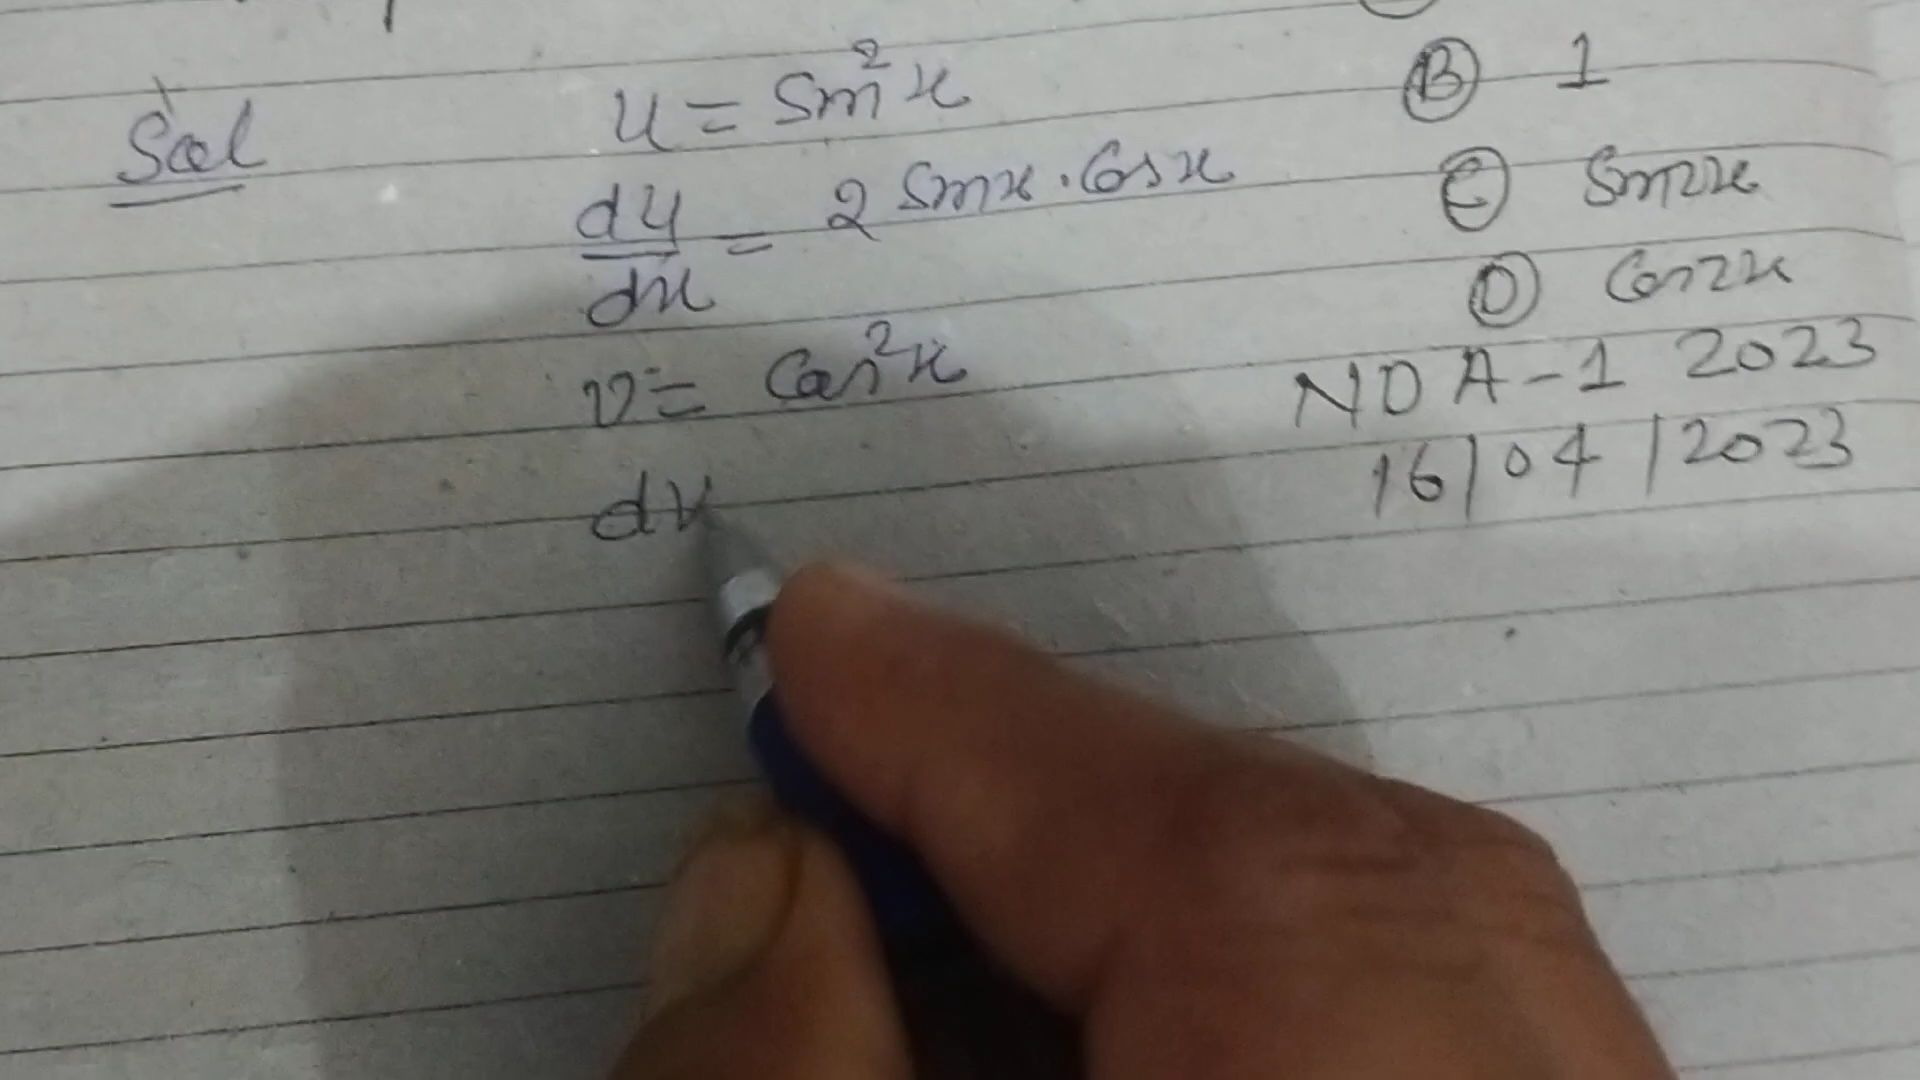 Sol
u = Sin²x
du/dx = 2 Sinx . Cosx
v = Cos²x
dv
Ⓑ 1
Ⓒ Sin2x
Ⓓ Cos2x
NDA-1 2023
16/04/2023